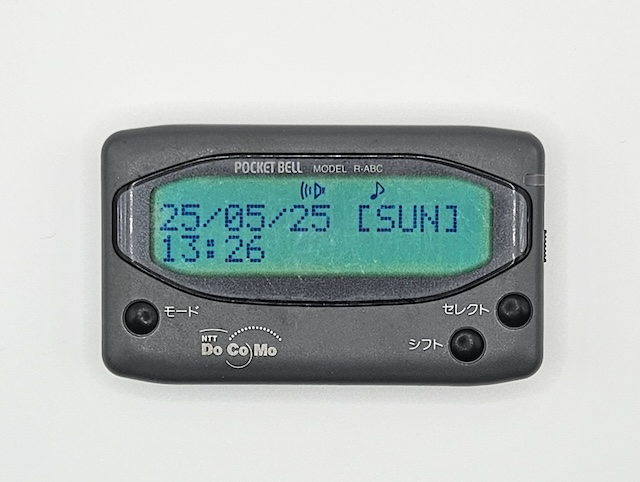 POCKET BELL MODEL R·ABC
25/05/25 [SUN]
13:26
モード
セレクト
シフト
NTT
DoCoMo